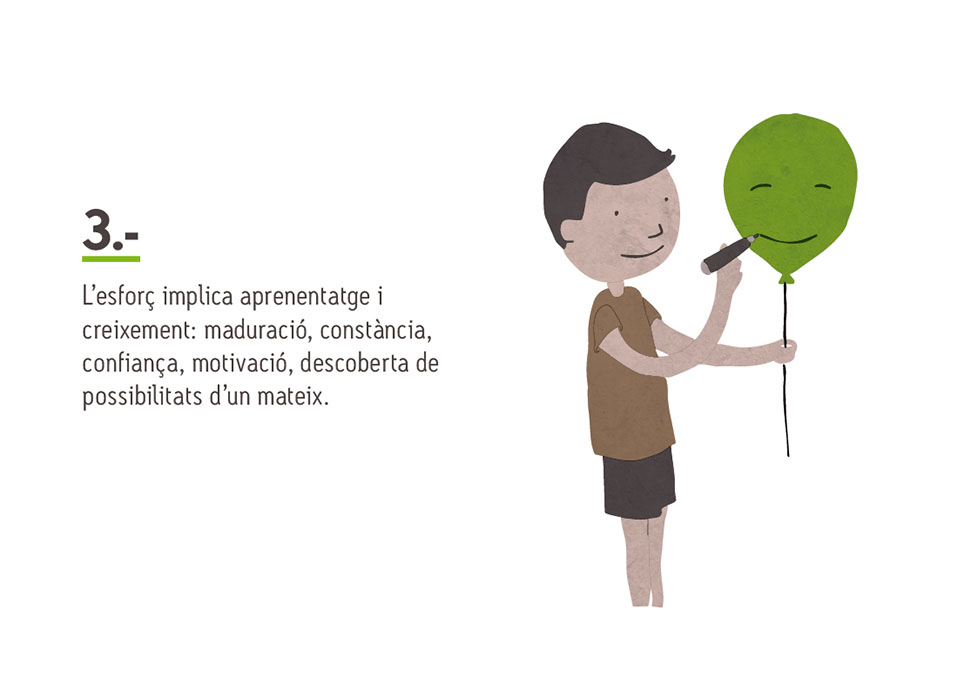 3.-
L’esforç implica aprenentatge i
creixement: maduració, constància,
confiança, motivació, descoberta de
possibilitats d’un mateix.